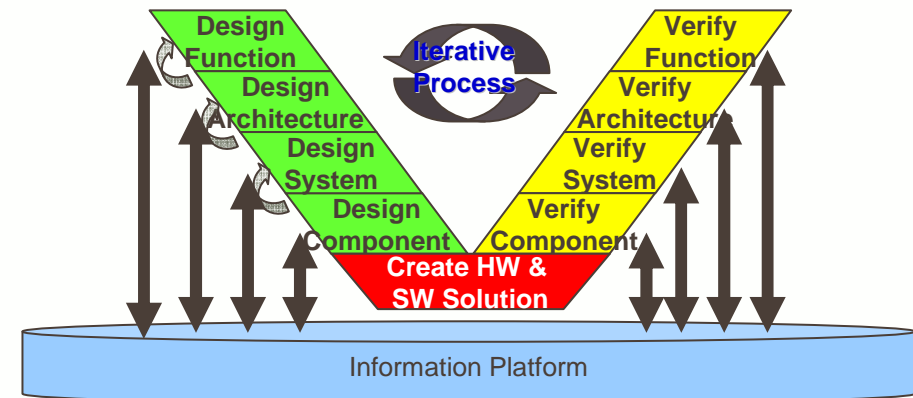 Design
Function
Design
Architecture
Design
System
Design
Component
Iterative
Process
Verify
Function
Verify
Architecture
Verify
System
Verify
Component
Create HW &
SW Solution
Information Platform